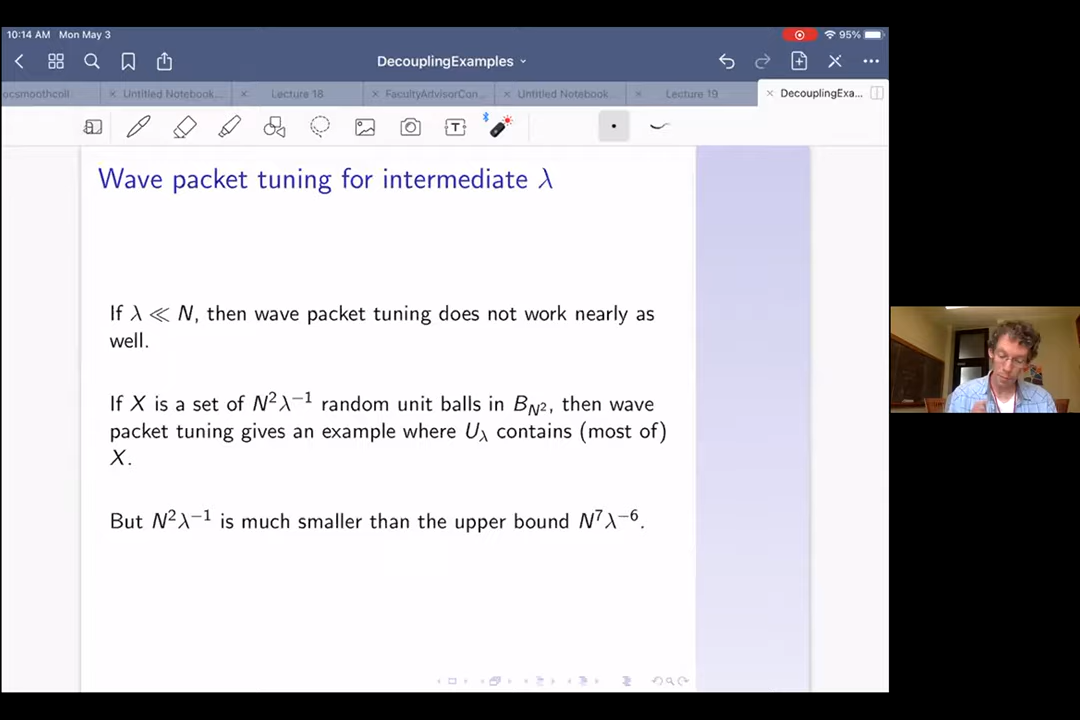 10:14 AM Mon May 3
95%
DecouplingExamples
ocsmoothcoll
Untitled Notebook...
Lecture 18
FacultyAdvisorCon...
Untitled Notebook...
Lecture 19
DecouplingExa...
T
Wave packet tuning for intermediate λ
If λ ≪ N, then wave packet tuning does not work nearly as
well.
If X is a set of N²λ⁻¹ random unit balls in B_{N²}, then wave
packet tuning gives an example where U_λ contains (most of)
X.
But N²λ⁻¹ is much smaller than the upper bound N⁷λ⁻⁶.